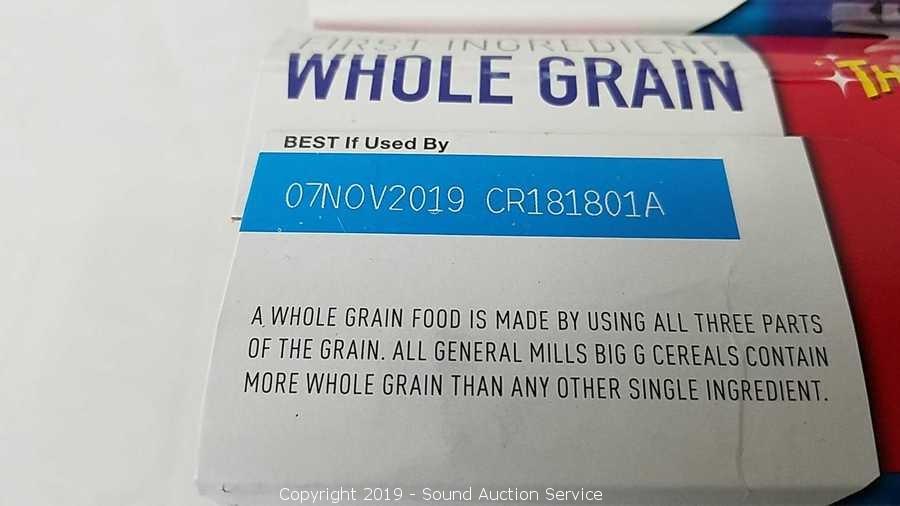 FIRST INGREDIENT
WHOLE GRAIN
TH
BEST If Used By
07NOV2019 CR181801A
A WHOLE GRAIN FOOD IS MADE BY USING ALL THREE PARTS
OF THE GRAIN. ALL GENERAL MILLS BIG G CEREALS CONTAIN
MORE WHOLE GRAIN THAN ANY OTHER SINGLE INGREDIENT.
Copyright 2019 - Sound Auction Service